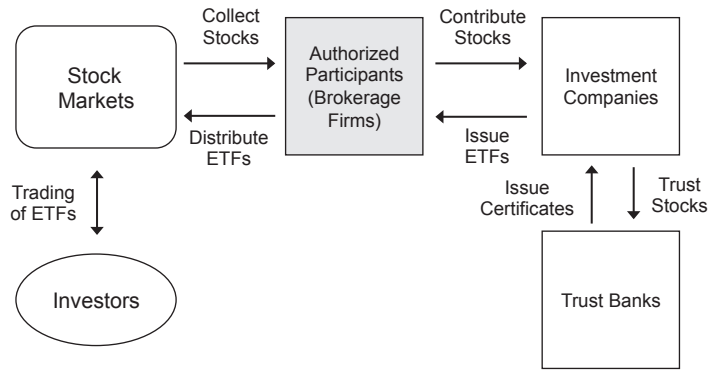 Collect
Stocks
Contribute
Stocks
Stock
Markets
Authorized
Participants
(Brokerage
Firms)
Investment
Companies
Distribute
ETFs
Issue
ETFs
Trading
of ETFs
Issue
Certificates
Trust
Stocks
Investors
Trust Banks